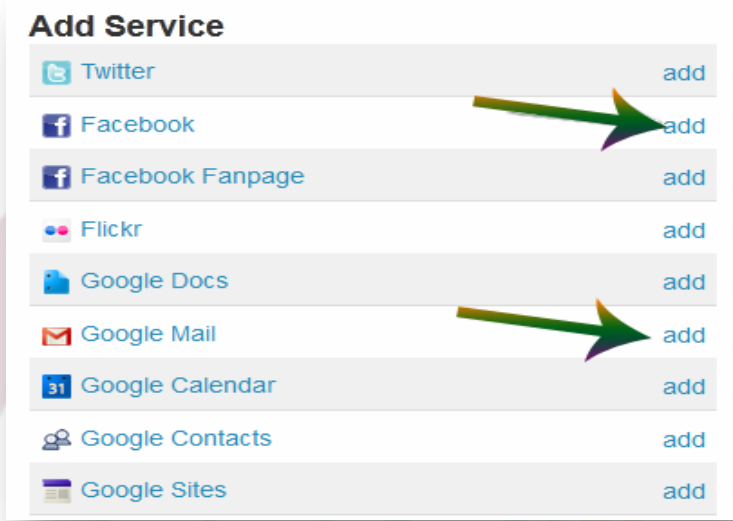 Add Service
Twitter add
Facebook add
Facebook Fanpage add
Flickr add
Google Docs add
Google Mail add
31 Google Calendar add
Google Contacts add
Google Sites add